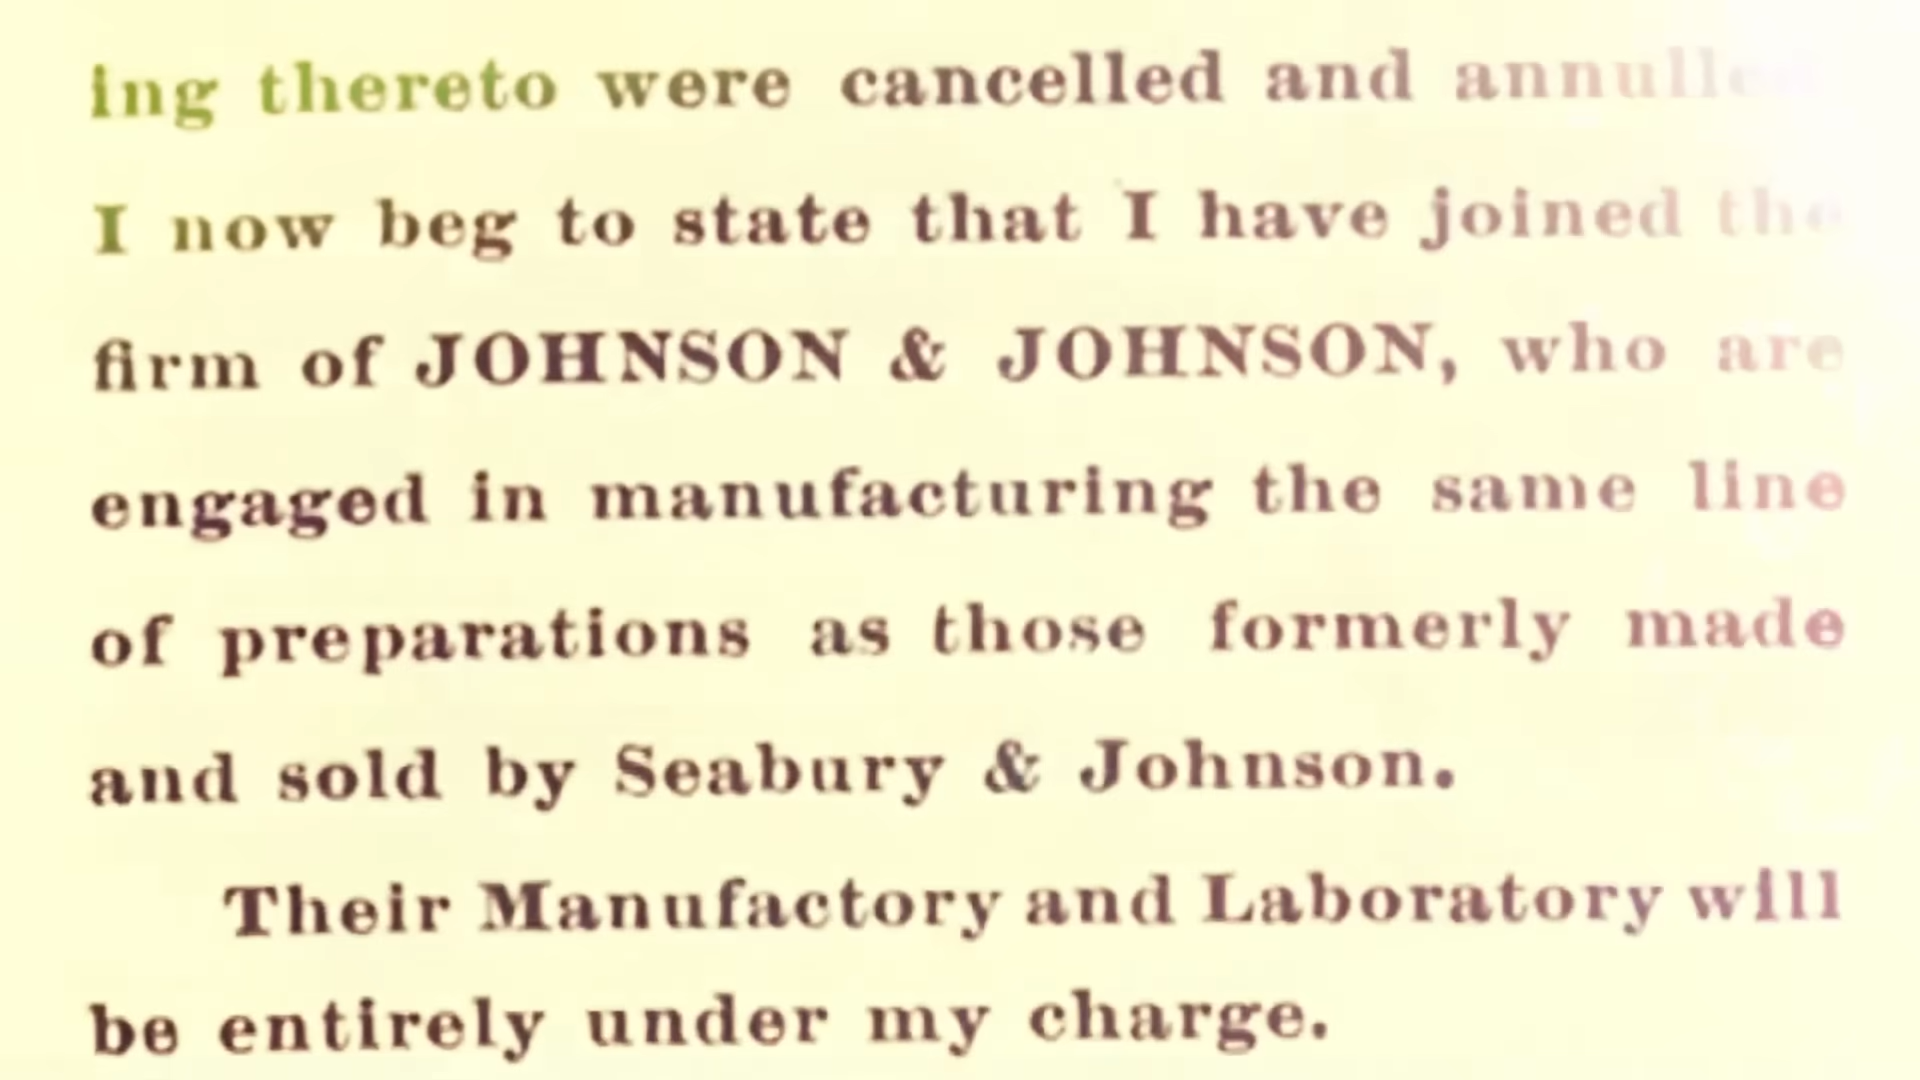 ing thereto were cancelled and annulled
I now beg to state that I have joined the
firm of JOHNSON & JOHNSON, who are
engaged in manufacturing the same line
of preparations as those formerly made
and sold by Seabury & Johnson.
Their Manufactory and Laboratory will
be entirely under my charge.